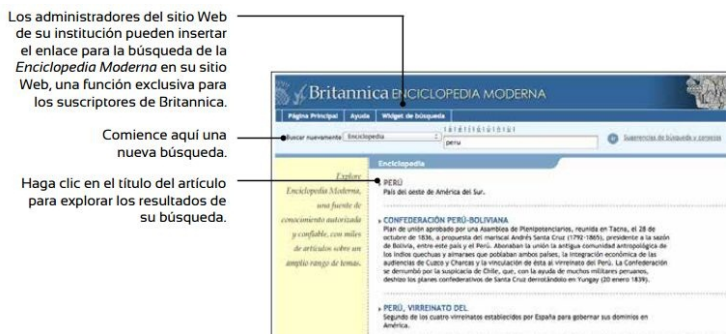 Los administradores del sitio Web
de su institución pueden insertar
el enlace para la búsqueda de la
Enciclopedia Moderna en su sitio
Web, una función exclusiva para
los suscriptores de Britannica.
Comience aquí una
nueva búsqueda.
Haga clic en el título del artículo
para explorar los resultados de
su búsqueda.
Britannica ENCICLOPEDIA MODERNA
Página Principal Ayuda Widget de búsqueda
Buscar nuevamente Enciclopedia
peru
Sugerencias de búsqueda y consejos
Enciclopedia
Explore
Enciclopedia Moderna,
una fuente de
conocimiento autorizada
y confiable, con miles
de artículos sobre un
amplio rango de temas.
PERÚ
País del oeste de América del Sur.
CONFEDERACIÓN PERÚ-BOLIVIANA
Plan de unión aprobado por una Asamblea de Plenipotenciarios, reunida en Tacna, el 28 de
octubre de 1836, a propuesta del mariscal Andrés Santa Cruz (1792-1865), presidente a la sazón
de Bolivia, entre este país y el Perú. Abonaban la unión la antigua comunidad antropológica de
los indios quechuas y aimaraes que poblaban ambos países, la integración económica de las
audiencias de Cuzco y Charcas y la vinculación de ésta al virreinato del Perú. La Confederación
se derrumbó por la suspicacia de Chile, que, con la ayuda de muchos militares peruanos,
deshizo los planes confederativos de Santa Cruz derrotándolo en Yungay (20 enero 1839).
PERÚ, VIRREINATO DEL
Segundo de los cuatro virreinatos establecidos por España para gobernar sus dominios en
América.